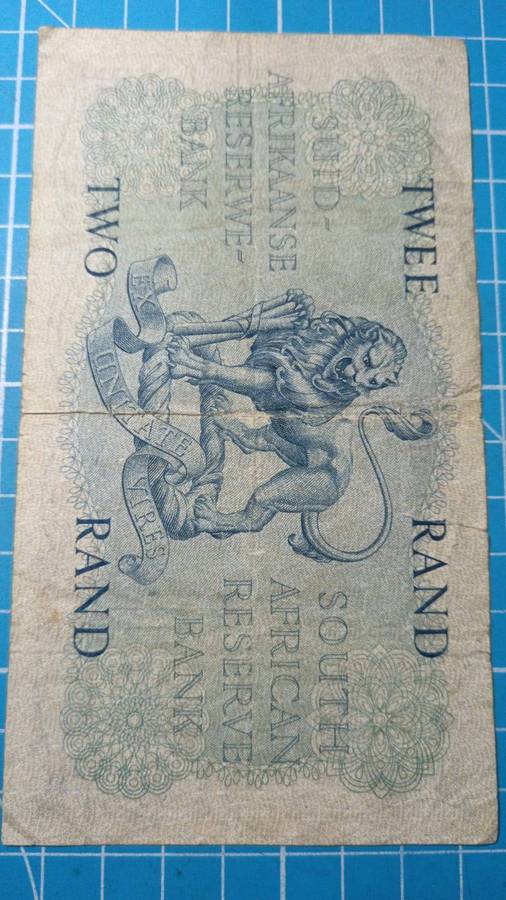 TWEE RAND
SUID-
AFRIKAANSE
RESERWE-
BANK
SOUTH
AFRICAN
RESERVE
BANK
EX
UNITATE
VIRES
TWO RAND